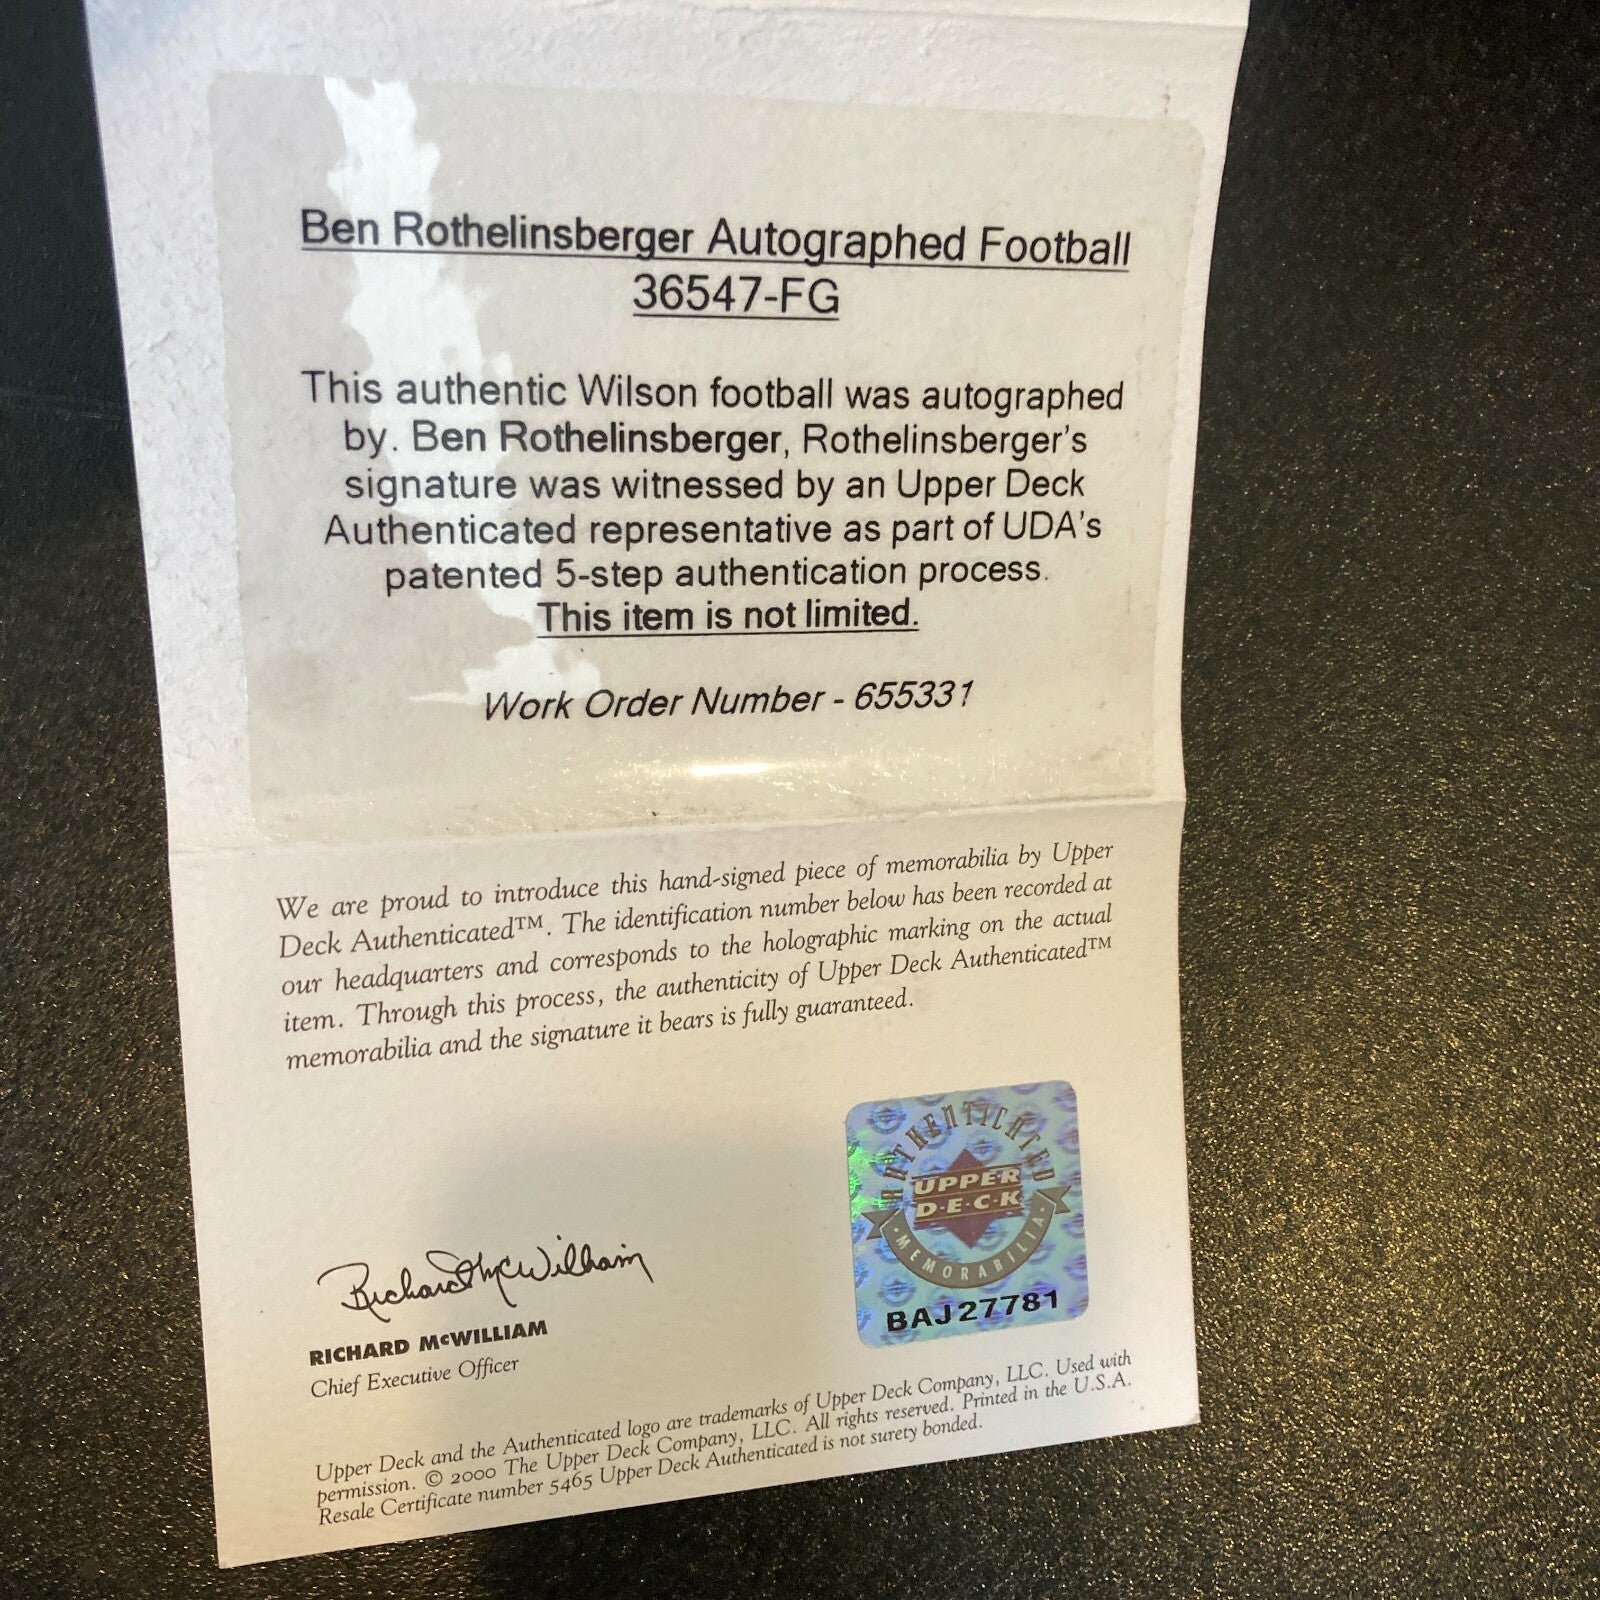 Ben Rothelinsberger Autographed Football
36547-FG
This authentic Wilson football was autographed
by. Ben Rothelinsberger, Rothelinsberger's
signature was witnessed by an Upper Deck
Authenticated representative as part of UDA's
patented 5-step authentication process.
This item is not limited.
Work Order Number - 655331
We are proud to introduce this hand-signed piece of memorabilia by Upper
Deck Authenticated™. The identification number below has been recorded at
our headquarters and corresponds to the holographic marking on the actual
item. Through this process, the authenticity of Upper Deck Authenticated™
memorabilia and the signature it bears is fully guaranteed.
AUTHENTICATED
UPPER
D·E·C·K
·MEMORABILIA·
BAJ27781
Richard McWilliam
RICHARD McWILLIAM
Chief Executive Officer
Upper Deck and the Authenticated logo are trademarks of Upper Deck Company, LLC. Used with
permission. © 2000 The Upper Deck Company, LLC. All rights reserved. Printed in the U.S.A.
Resale Certificate number 5465 Upper Deck Authenticated is not surety bonded.